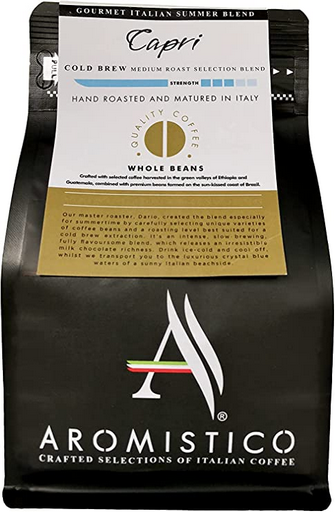 GOURMET ITALIAN SUMMER BLEND
Capri
COLD BREW MEDIUM ROAST SELECTION BLEND
STRENGTH
HAND ROASTED AND MATURED IN ITALY
QUALITY COFFEE
WHOLE BEANS
Crafted with selected coffee harvested in the green valleys of Ethiopia and
Guatemala, combined with premium beans farmed on the sun-kissed coast of Brazil.
Our master roaster, Dario, created the blend especially
for summertime by carefully selecting unique varieties
of coffee beans and a roasting level best suited for a
cold brew extraction. It's an intense, slow brewing,
fully flavoursome blend, which releases an irresistible
milk chocolate richness. Drink ice-cold and cool off,
whilst we transport you to the luxurious crystal blue
waters of a sunny Italian beachside.
®
AROMISTICO
CRAFTED SELECTIONS OF ITALIAN COFFEE